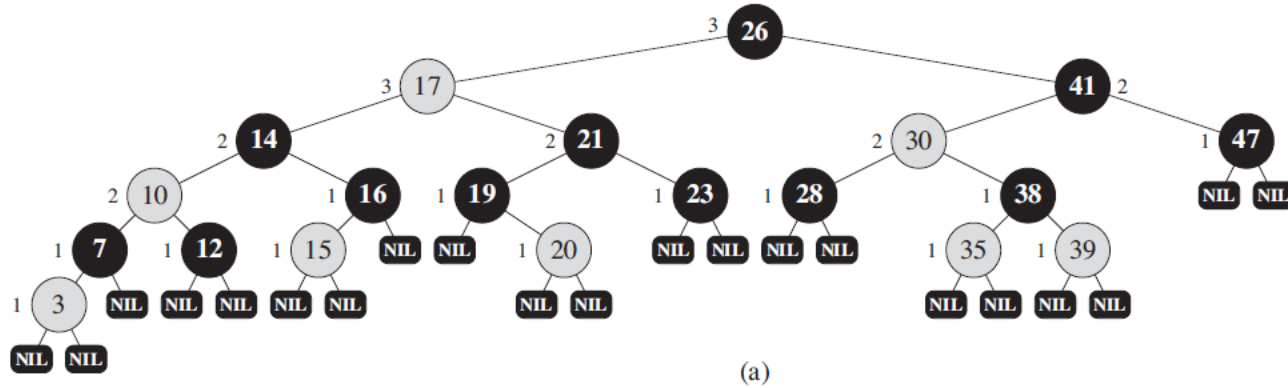 3 26
3 17 41 2
2 14 2 21 2 30 1 47
2 10 1 16 1 19 1 23 1 28 1 38 NIL NIL
1 7 1 12 1 15 NIL NIL 1 20 NIL NIL NIL NIL 1 35 1 39
1 3 NIL NIL NIL NIL NIL NIL NIL NIL NIL NIL NIL NIL
NIL NIL
(a)